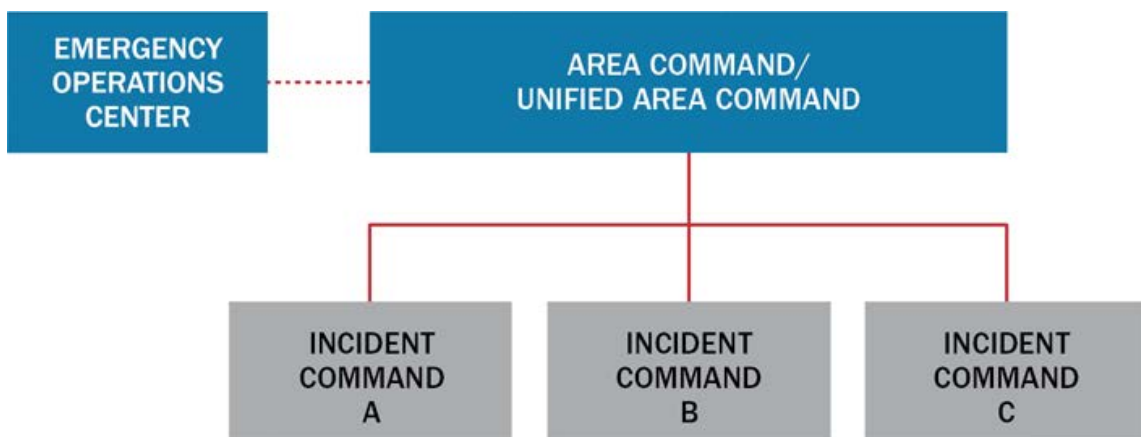 EMERGENCY
OPERATIONS
CENTER
AREA COMMAND/
UNIFIED AREA COMMAND
INCIDENT
COMMAND
A
INCIDENT
COMMAND
B
INCIDENT
COMMAND
C